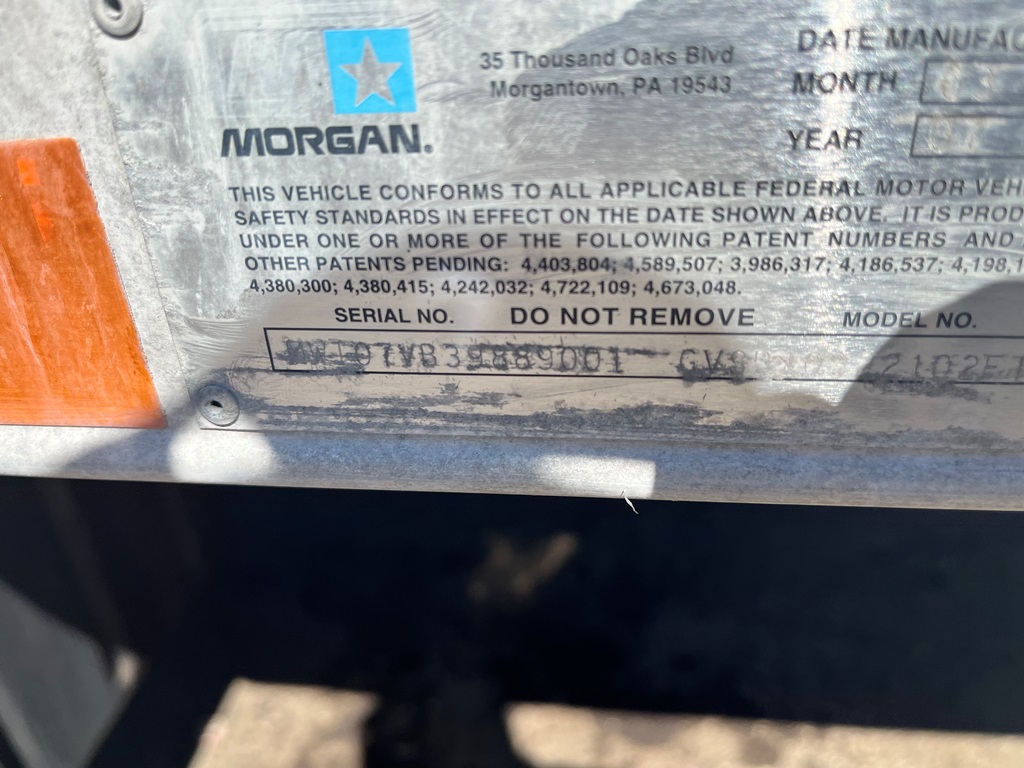 35 Thousand Oaks Blvd
Morgantown, PA 19543
MORGAN.
DATE MANUFAC
MONTH
YEAR
THIS VEHICLE CONFORMS TO ALL APPLICABLE FEDERAL MOTOR VEH
SAFETY STANDARDS IN EFFECT ON THE DATE SHOWN ABOVE, IT IS PROD
UNDER ONE OR MORE OF THE FOLLOWING PATENT NUMBERS AND
OTHER PATENTS PENDING: 4,403,804; 4,589,507; 3,986,317; 4,186,537; 4,198,1
4,380,300; 4,380,415; 4,242,032; 4,722,109; 4,673,048.
SERIAL NO. DO NOT REMOVE MODEL NO.